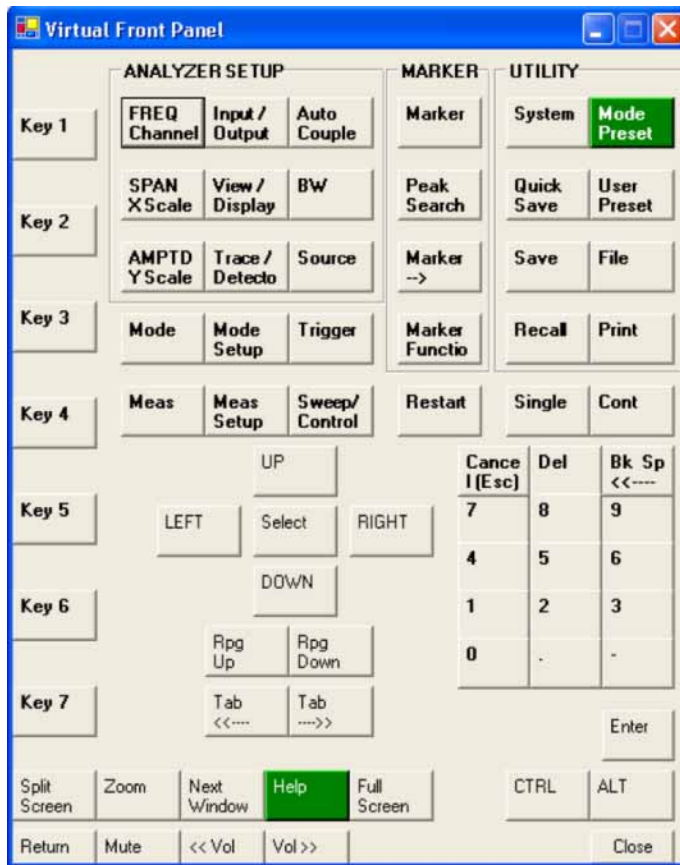 Virtual Front Panel
ANALYZER SETUP MARKER UTILITY
Key 1
FREQ Channel
Input / Output
Auto Couple
Marker
System
Mode Preset
Key 2
SPAN X Scale
View / Display
BW
Peak Search
Quick Save
User Preset
AMPTD Y Scale
Trace / Detecto
Source
Marker -->
Save
File
Key 3
Mode
Mode Setup
Trigger
Marker Functio
Recall
Print
Key 4
Meas
Meas Setup
Sweep/ Control
Restart
Single
Cont
UP
Cance l (Esc)
Del
Bk Sp <<----
Key 5
LEFT
Select
RIGHT
7 8 9
DOWN
4 5 6
Key 6
1 2 3
Rpg Up
Rpg Down
0 . -
Key 7
Tab <<----
Tab ---->>
Enter
Split Screen
Zoom
Next Window
Help
Full Screen
CTRL
ALT
Return
Mute
<< Vol
Vol >>
Close